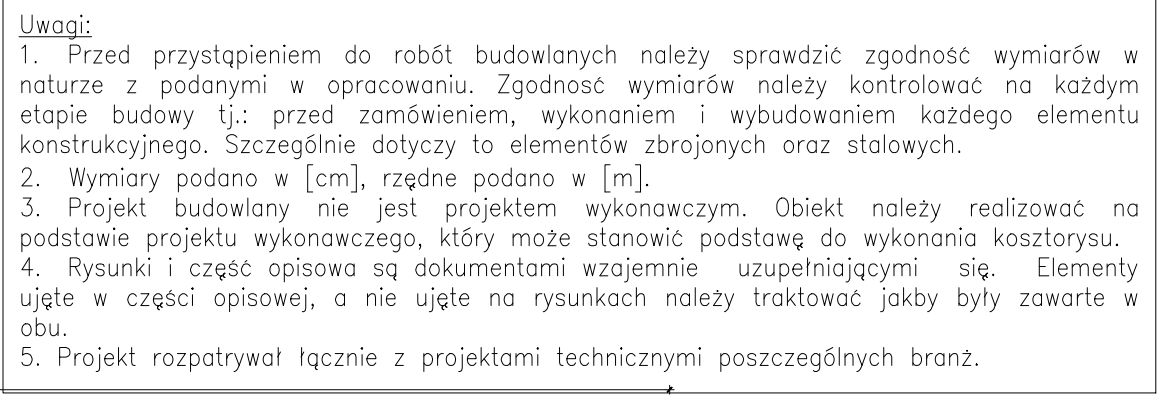 Uwagi:
1. Przed przystąpieniem do robót budowlanych należy sprawdzić zgodność wymiarów w
naturze z podanymi w opracowaniu. Zgodność wymiarów należy kontrolować na każdym
etapie budowy tj.: przed zamówieniem, wykonaniem i wybudowaniem każdego elementu
konstrukcyjnego. Szczególnie dotyczy to elementów zbrojonych oraz stalowych.
2. Wymiary podano w [cm], rzędne podano w [m].
3. Projekt budowlany nie jest projektem wykonawczym. Obiekt należy realizować na
podstawie projektu wykonawczego, który może stanowić podstawę do wykonania kosztorysu.
4. Rysunki i część opisowa są dokumentami wzajemnie uzupełniającymi się. Elementy
ujęte w części opisowej, a nie ujęte na rysunkach należy traktować jakby były zawarte w
obu.
5. Projekt rozpatrywał łącznie z projektami technicznymi poszczególnych branż.